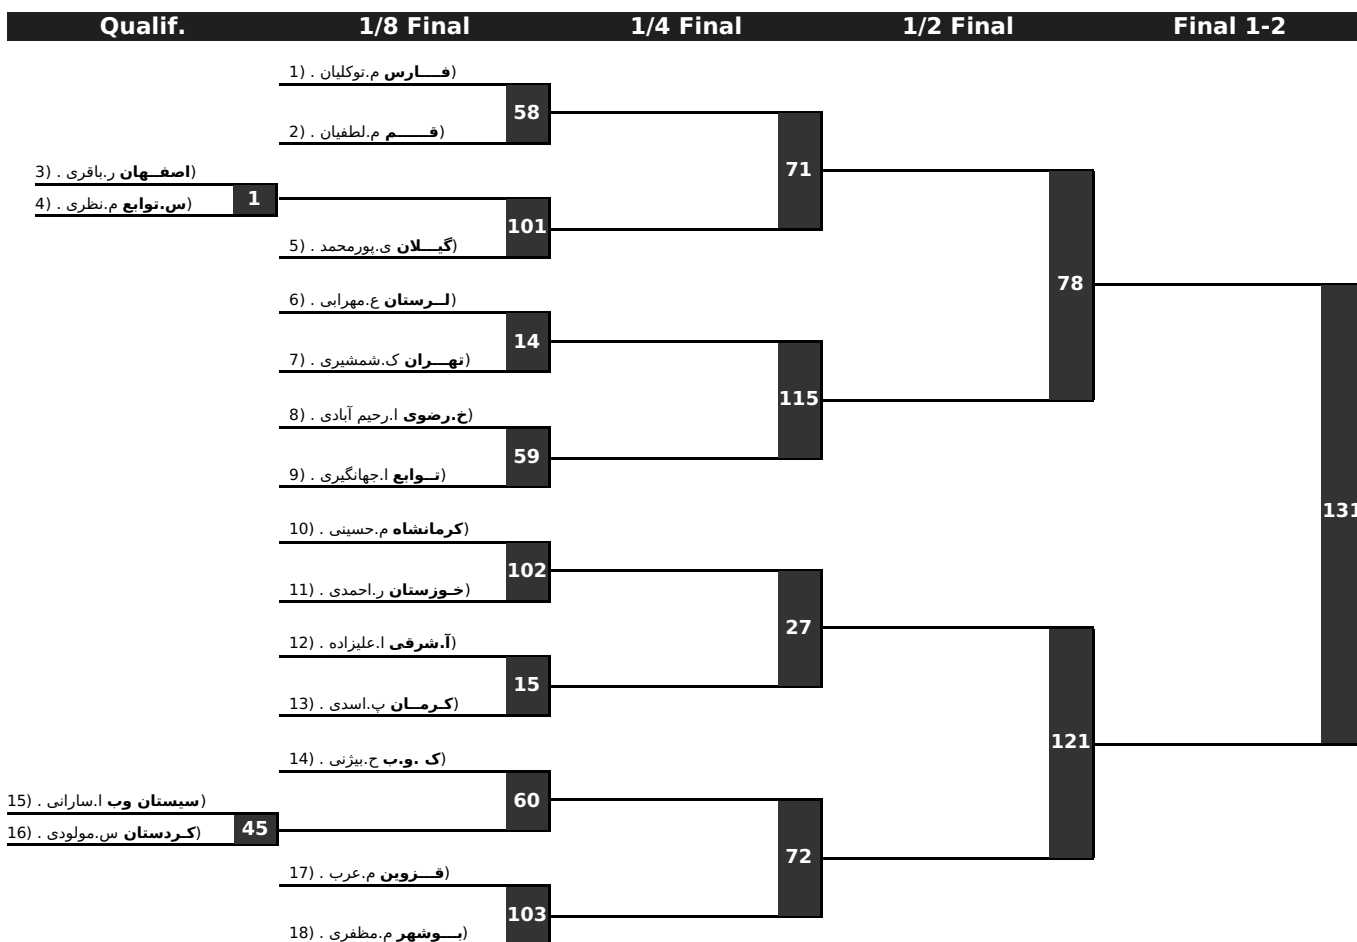 Qualif. 1/8 Final 1/4 Final 1/2 Final Final 1-2
1) . م.توکلیان فـــارس)
58
2) . م.لطفیان قـــــم)
71
3) . ر.باقری اصفــهان)
1
4) . م.نظری س.توابع)
101
5) . ی.پورمحمد گیـــلان)
78
6) . ع.مهرابی لــرستان)
14
7) . ک.شمشیری تهـــران)
115
8) . ا.رحیم آبادی خ.رضوی)
59
9) . ا.جهانگیری تــوابع)
131
10) . م.حسینی کرمانشاه)
102
11) . ر.احمدی خـوزستان)
27
12) . ا.علیزاده آ.شرقی)
15
13) . پ.اسدی کـرمــان)
121
14) . ح.بیژنی ک .و.ب)
60
15) . ا.سارانی سیستان وب)
45
16) . س.مولودی کـردستان)
72
17) . م.عرب قـــزوین)
103
18) . م.مظفری بـــوشهر)